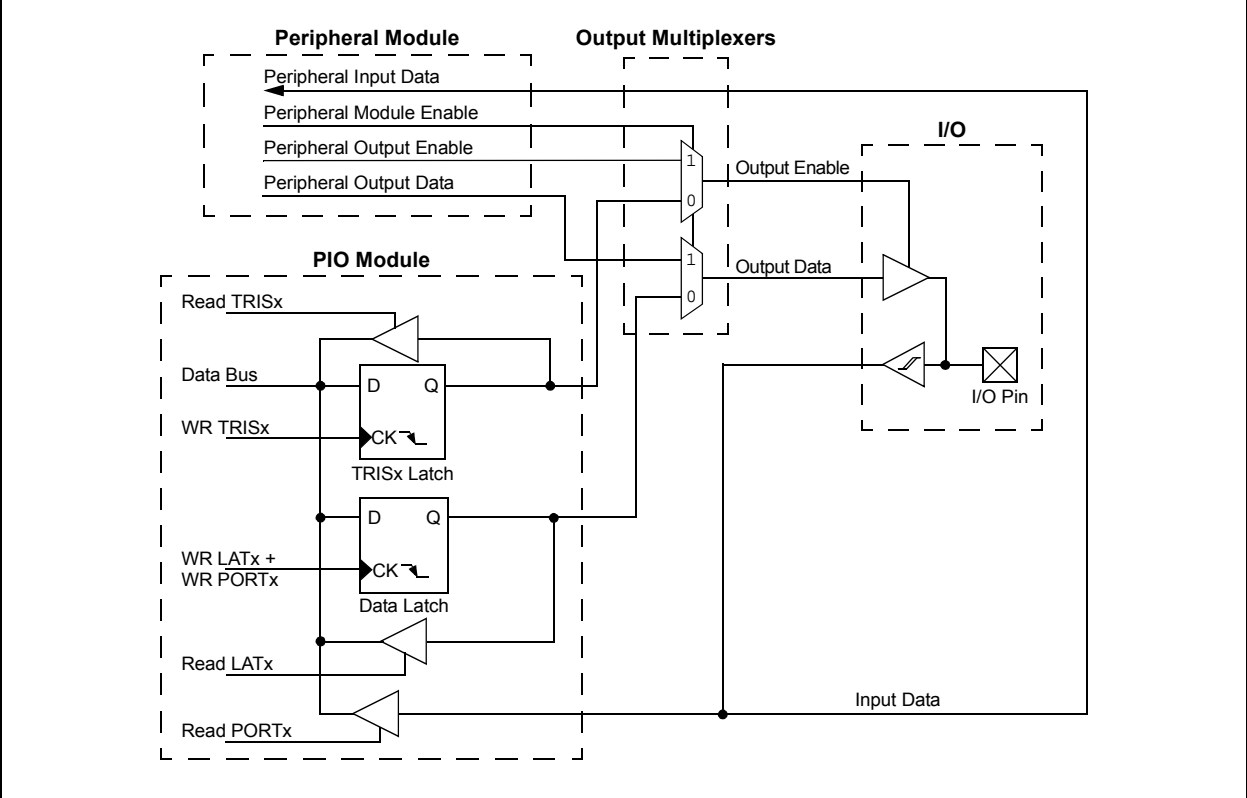 Peripheral Module
Output Multiplexers
Peripheral Input Data
Peripheral Module Enable
Peripheral Output Enable
Peripheral Output Data
1
0
Output Enable
1
0
Output Data
I/O
I/O Pin
PIO Module
Read TRISx
Data Bus
D Q
WR TRISx
CK
TRISx Latch
D Q
WR LATx +
WR PORTx
CK
Data Latch
Read LATx
Read PORTx
Input Data